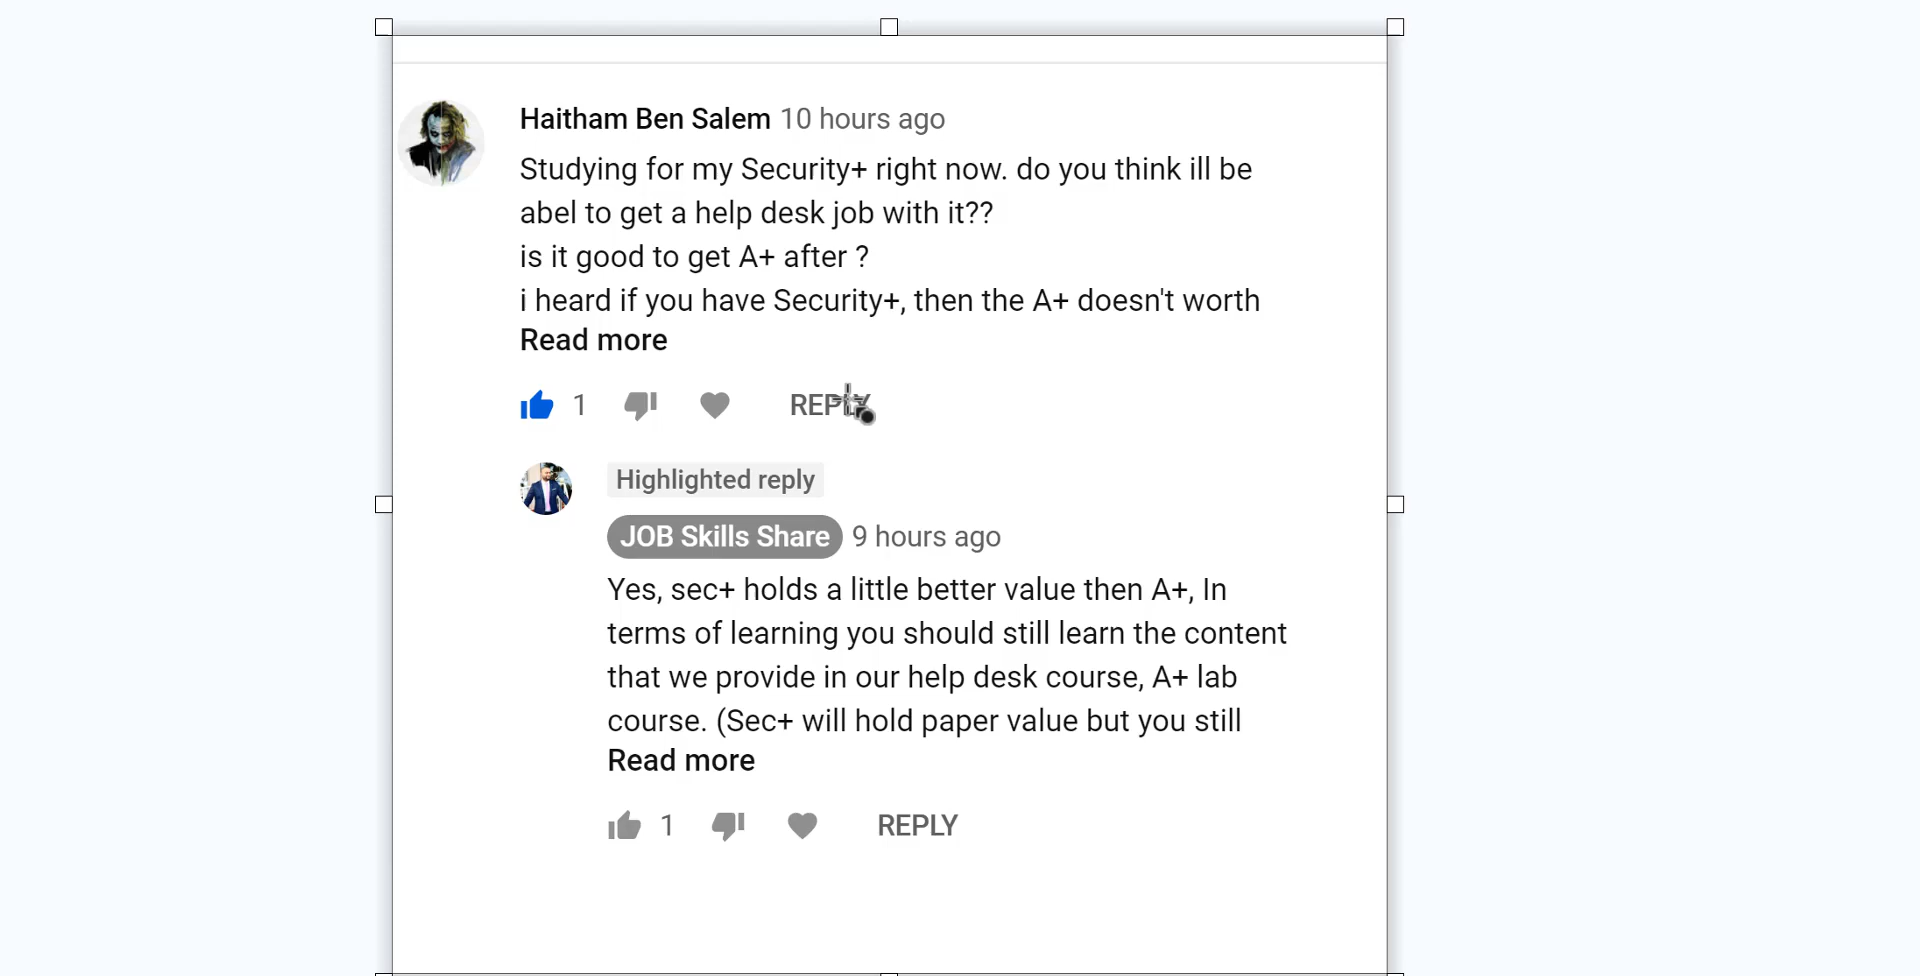 Haitham Ben Salem 10 hours ago
Studying for my Security+ right now. do you think ill be
abel to get a help desk job with it??
is it good to get A+ after ?
i heard if you have Security+, then the A+ doesn't worth
Read more
1 REPLY
Highlighted reply
JOB Skills Share 9 hours ago
Yes, sec+ holds a little better value then A+, In
terms of learning you should still learn the content
that we provide in our help desk course, A+ lab
course. (Sec+ will hold paper value but you still
Read more
1 REPLY